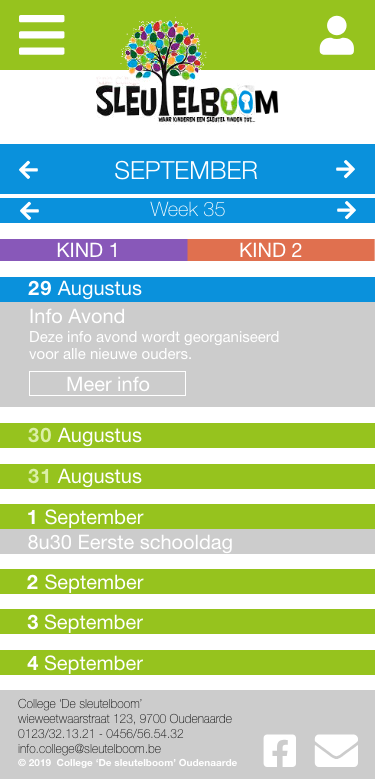 SLEUTELBOOM
WAAR KINDEREN EEN SLEUTEL VINDEN TOT...
SEPTEMBER
Week 35
KIND 1
KIND 2
29 Augustus
Info Avond
Deze info avond wordt georganiseerd
voor alle nieuwe ouders.
Meer info
30 Augustus
31 Augustus
1 September
8u30 Eerste schooldag
2 September
3 September
4 September
College 'De sleutelboom'
wieweetwaarstraat 123, 9700 Oudenaarde
0123/32.13.21 - 0456/56.54.32
info.college@sleutelboom.be
© 2019 College 'De sleutelboom' Oudenaarde